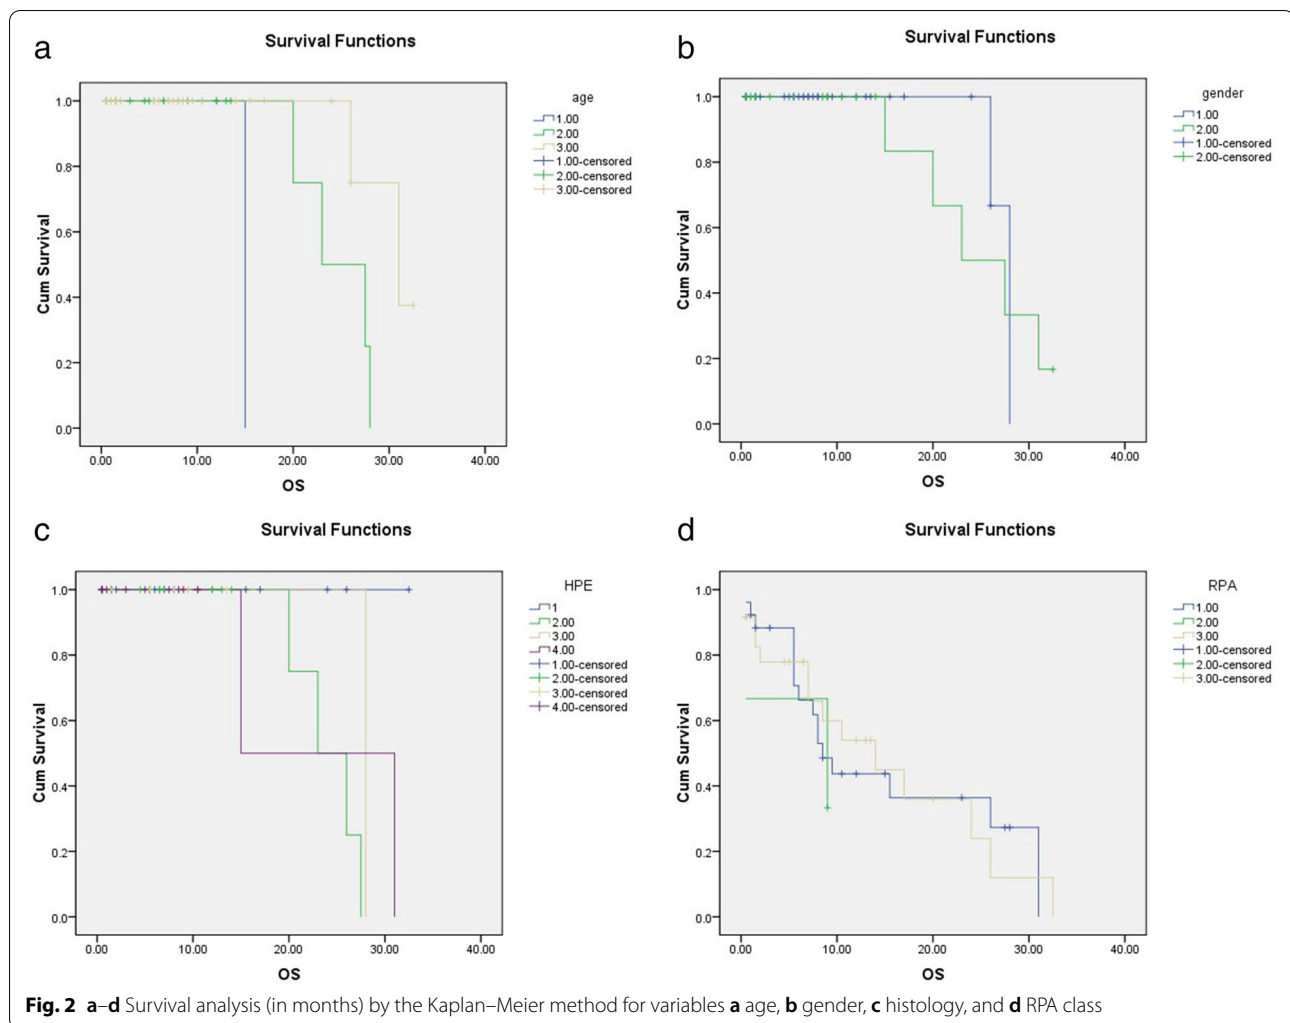 a
Survival Functions
1.0
0.8
0.6
0.4
0.2
0.0
Cum Survival
0.00 10.00 20.00 30.00 40.00
OS
age
1.00
2.00
3.00
1.00-censored
2.00-censored
3.00-censored
b
Survival Functions
1.0
0.8
0.6
0.4
0.2
0.0
Cum Survival
0.00 10.00 20.00 30.00 40.00
OS
gender
1.00
2.00
1.00-censored
2.00-censored
c
Survival Functions
1.0
0.8
0.6
0.4
0.2
0.0
Cum Survival
0.00 10.00 20.00 30.00 40.00
OS
HPE
1
2.00
3.00
4.00
1.00-censored
2.00-censored
3.00-censored
4.00-censored
d
Survival Functions
1.0
0.8
0.6
0.4
0.2
0.0
Cum Survival
0.00 10.00 20.00 30.00 40.00
OS
RPA
1.00
2.00
3.00
1.00-censored
2.00-censored
3.00-censored
Fig. 2 a–d Survival analysis (in months) by the Kaplan–Meier method for variables a age, b gender, c histology, and d RPA class